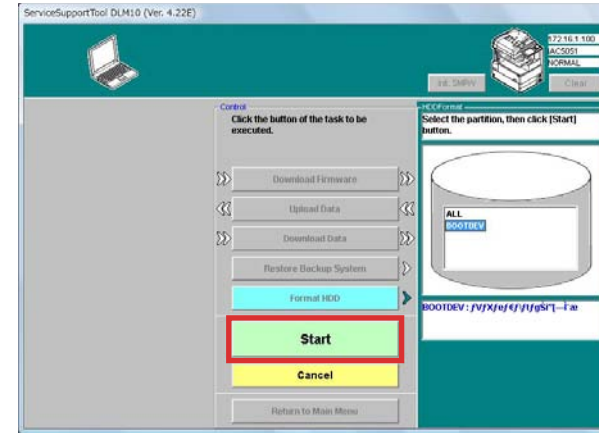 ServiceSupportTool DLM10 (Ver. 4.22E)
172.16.1.100
iAC5051
NORMAL
Init. SMPW
Clear
Control
Click the button of the task to be
executed.
HDDFormat
Select the partition, then click [Start]
button.
Download Firmware
Upload Data
Download Data
Restore Backup System
Format HDD
Start
Cancel
Return to Main Menu
ALL
BOOTDEV
BOOTDEV :